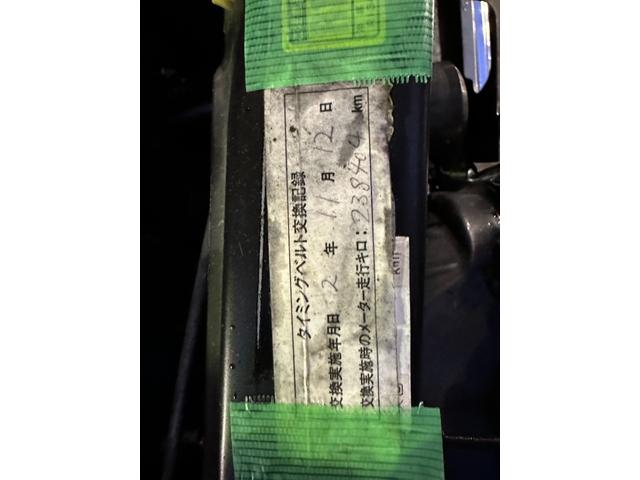 タイミングベルト交換記録
交換実施年月日 2 年 11 月 12 日
交換実施時のメーター走行キロ: 238404 km